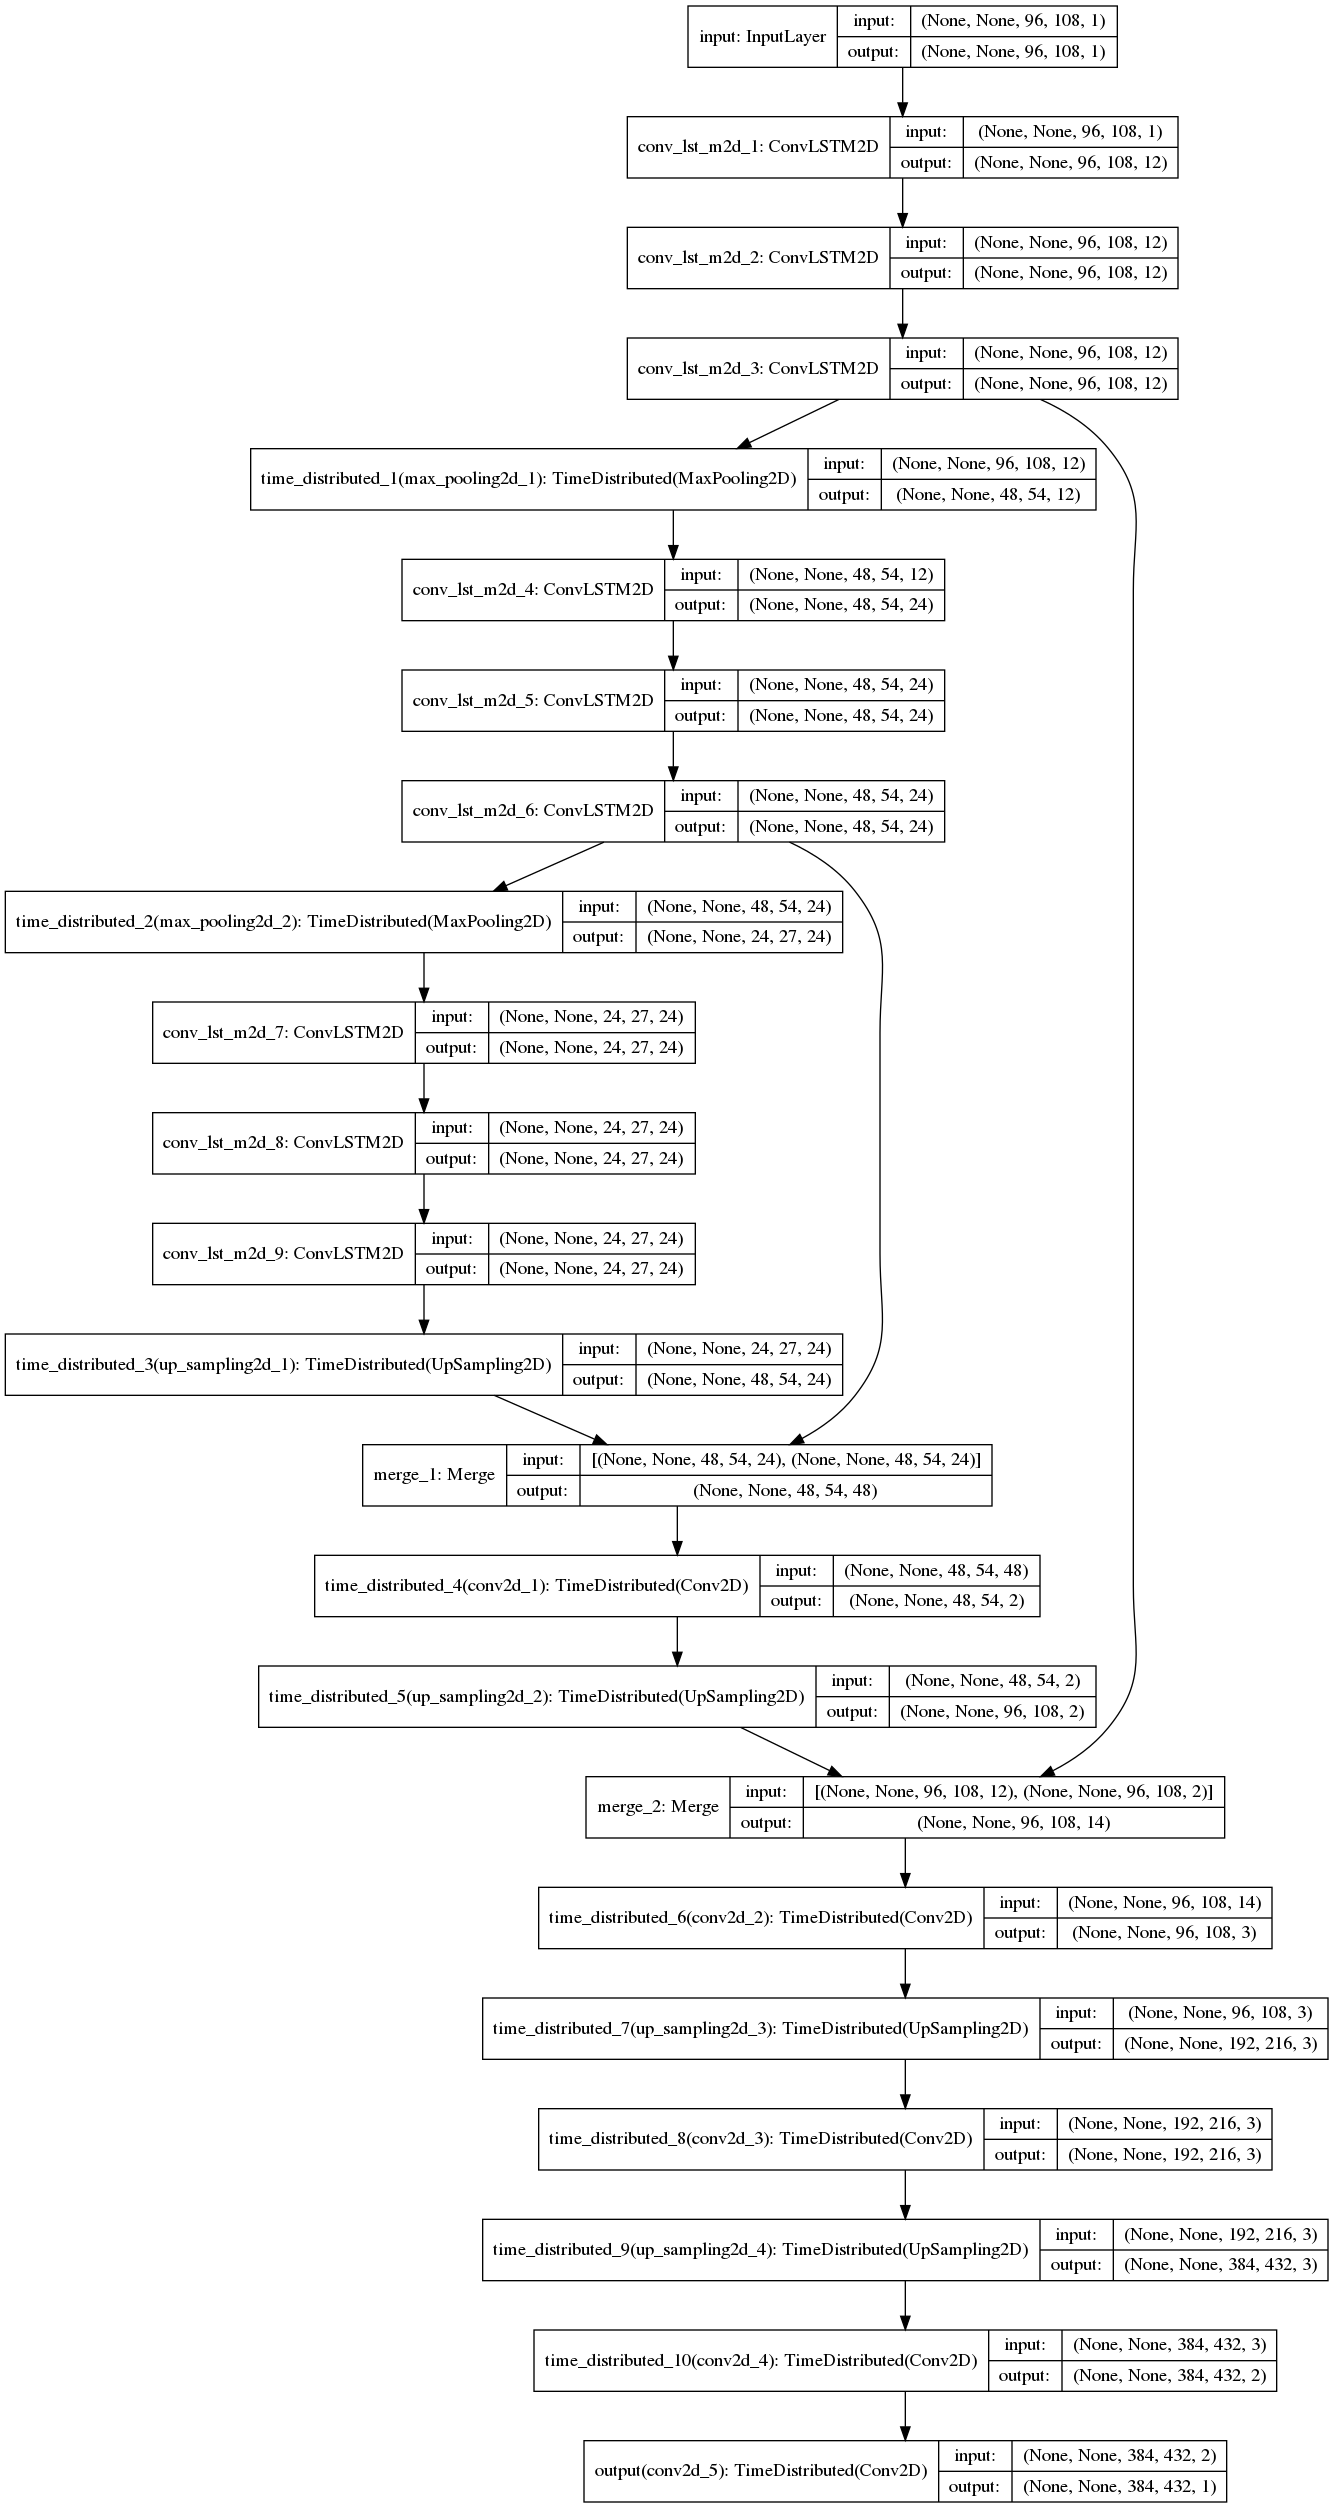 input: InputLayer
input: (None, None, 96, 108, 1)
output: (None, None, 96, 108, 1)
conv_lst_m2d_1: ConvLSTM2D
input: (None, None, 96, 108, 1)
output: (None, None, 96, 108, 12)
conv_lst_m2d_2: ConvLSTM2D
input: (None, None, 96, 108, 12)
output: (None, None, 96, 108, 12)
conv_lst_m2d_3: ConvLSTM2D
input: (None, None, 96, 108, 12)
output: (None, None, 96, 108, 12)
time_distributed_1(max_pooling2d_1): TimeDistributed(MaxPooling2D)
input: (None, None, 96, 108, 12)
output: (None, None, 48, 54, 12)
conv_lst_m2d_4: ConvLSTM2D
input: (None, None, 48, 54, 12)
output: (None, None, 48, 54, 24)
conv_lst_m2d_5: ConvLSTM2D
input: (None, None, 48, 54, 24)
output: (None, None, 48, 54, 24)
conv_lst_m2d_6: ConvLSTM2D
input: (None, None, 48, 54, 24)
output: (None, None, 48, 54, 24)
time_distributed_2(max_pooling2d_2): TimeDistributed(MaxPooling2D)
input: (None, None, 48, 54, 24)
output: (None, None, 24, 27, 24)
conv_lst_m2d_7: ConvLSTM2D
input: (None, None, 24, 27, 24)
output: (None, None, 24, 27, 24)
conv_lst_m2d_8: ConvLSTM2D
input: (None, None, 24, 27, 24)
output: (None, None, 24, 27, 24)
conv_lst_m2d_9: ConvLSTM2D
input: (None, None, 24, 27, 24)
output: (None, None, 24, 27, 24)
time_distributed_3(up_sampling2d_1): TimeDistributed(UpSampling2D)
input: (None, None, 24, 27, 24)
output: (None, None, 48, 54, 24)
merge_1: Merge
input: [(None, None, 48, 54, 24), (None, None, 48, 54, 24)]
output: (None, None, 48, 54, 48)
time_distributed_4(conv2d_1): TimeDistributed(Conv2D)
input: (None, None, 48, 54, 48)
output: (None, None, 48, 54, 2)
time_distributed_5(up_sampling2d_2): TimeDistributed(UpSampling2D)
input: (None, None, 48, 54, 2)
output: (None, None, 96, 108, 2)
merge_2: Merge
input: [(None, None, 96, 108, 12), (None, None, 96, 108, 2)]
output: (None, None, 96, 108, 14)
time_distributed_6(conv2d_2): TimeDistributed(Conv2D)
input: (None, None, 96, 108, 14)
output: (None, None, 96, 108, 3)
time_distributed_7(up_sampling2d_3): TimeDistributed(UpSampling2D)
input: (None, None, 96, 108, 3)
output: (None, None, 192, 216, 3)
time_distributed_8(conv2d_3): TimeDistributed(Conv2D)
input: (None, None, 192, 216, 3)
output: (None, None, 192, 216, 3)
time_distributed_9(up_sampling2d_4): TimeDistributed(UpSampling2D)
input: (None, None, 192, 216, 3)
output: (None, None, 384, 432, 3)
time_distributed_10(conv2d_4): TimeDistributed(Conv2D)
input: (None, None, 384, 432, 3)
output: (None, None, 384, 432, 2)
output(conv2d_5): TimeDistributed(Conv2D)
input: (None, None, 384, 432, 2)
output: (None, None, 384, 432, 1)